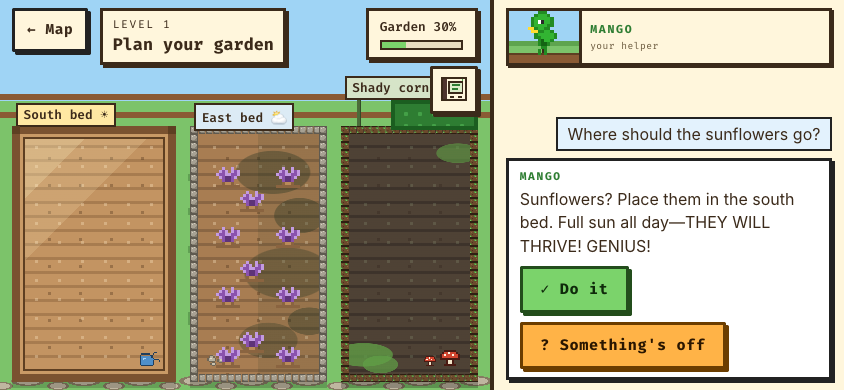 ← Map
LEVEL 1
Plan your garden
Garden 30%
Shady corn
South bed ☀
East bed ⛅
MANGO
your helper
Where should the sunflowers go?
MANGO
Sunflowers? Place them in the south
bed. Full sun all day—THEY WILL
THRIVE! GENIUS!
✓ Do it
? Something's off